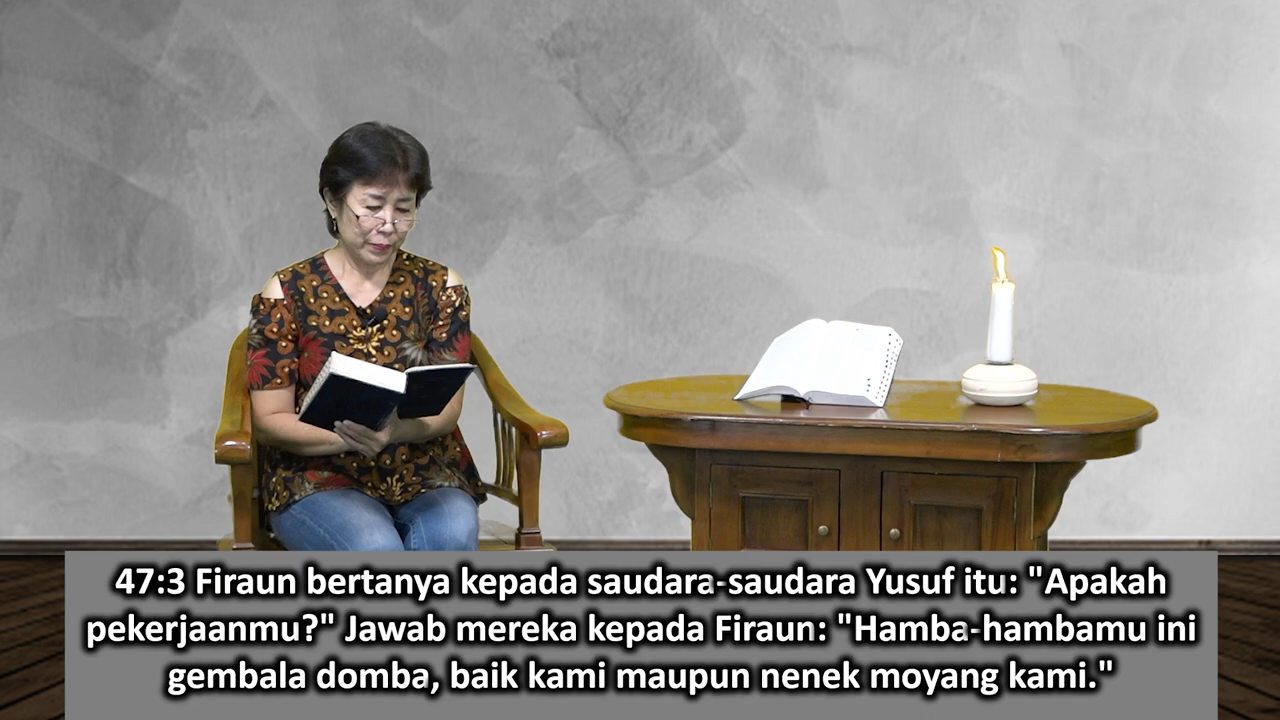 47:3 Firaun bertanya kepada saudara-saudara Yusuf itu: "Apakah
pekerjaanmu?" Jawab mereka kepada Firaun: "Hamba-hambamu ini
gembala domba, baik kami maupun nenek moyang kami."